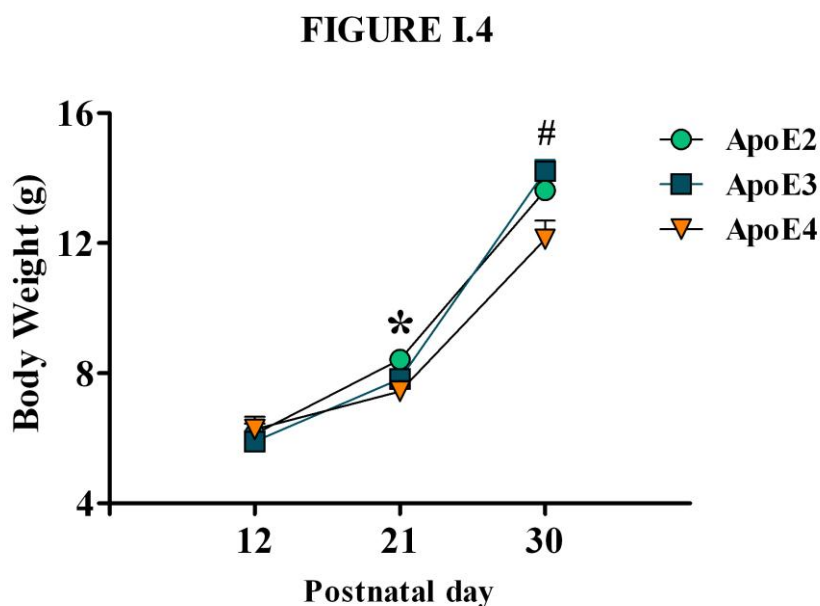 FIGURE I.4
16
12
8
4
Body Weight (g)
#
*
ApoE2
ApoE3
ApoE4
12 21 30
Postnatal day